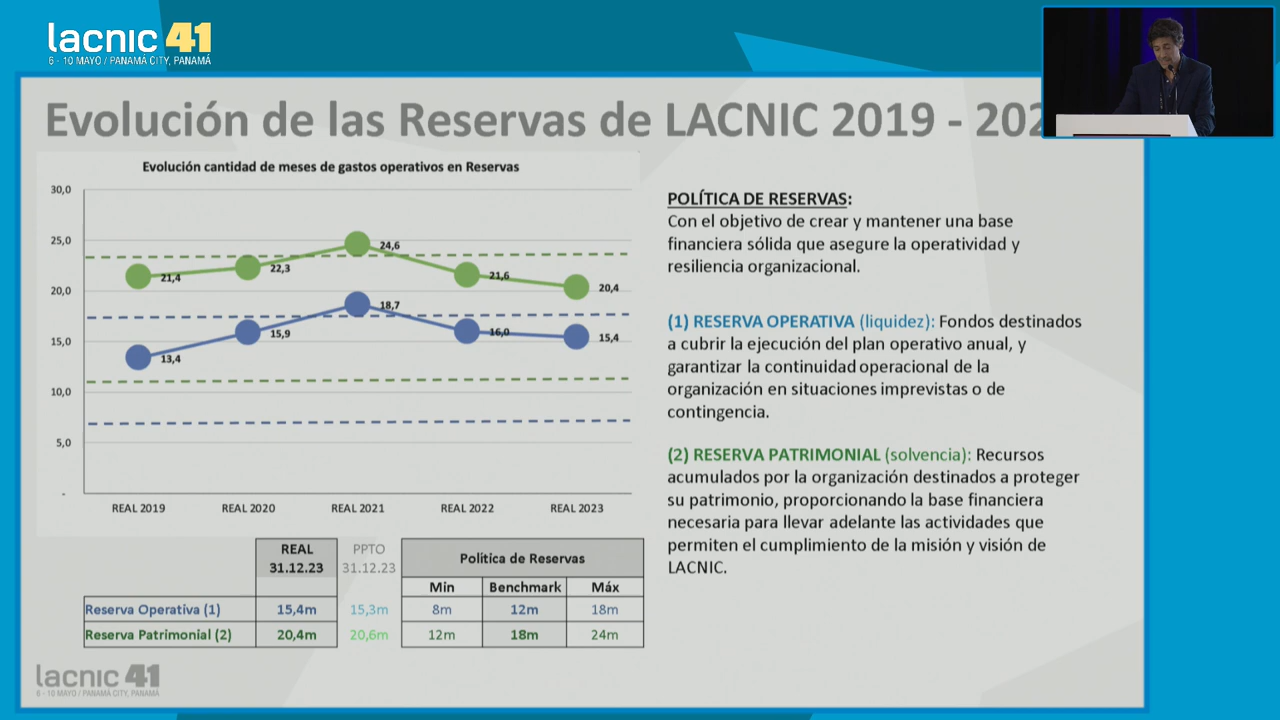 lacnic 41
6 - 10 MAYO / PANAMÁ CITY, PANAMÁ
Evolución de las Reservas de LACNIC 2019 - 202
Evolución cantidad de meses de gastos operativos en Reservas
30,0
25,0
20,0
15,0
10,0
5,0
-
21,4
22,3
24,6
21,6
20,4
13,4
15,9
18,7
16,0
15,4
REAL 2019
REAL 2020
REAL 2021
REAL 2022
REAL 2023
REAL 31.12.23
PPTO 31.12.23
Política de Reservas
Min
Benchmark
Máx
Reserva Operativa (1) 15,4m 15,3m 8m 12m 18m
Reserva Patrimonial (2) 20,4m 20,6m 12m 18m 24m
POLÍTICA DE RESERVAS:
Con el objetivo de crear y mantener una base
financiera sólida que asegure la operatividad y
resiliencia organizacional.
(1) RESERVA OPERATIVA (liquidez): Fondos destinados
a cubrir la ejecución del plan operativo anual, y
garantizar la continuidad operacional de la
organización en situaciones imprevistas o de
contingencia.
(2) RESERVA PATRIMONIAL (solvencia): Recursos
acumulados por la organización destinados a proteger
su patrimonio, proporcionando la base financiera
necesaria para llevar adelante las actividades que
permiten el cumplimiento de la misión y visión de
LACNIC.
lacnic 41
6 - 10 MAYO / PANAMÁ CITY, PANAMÁ